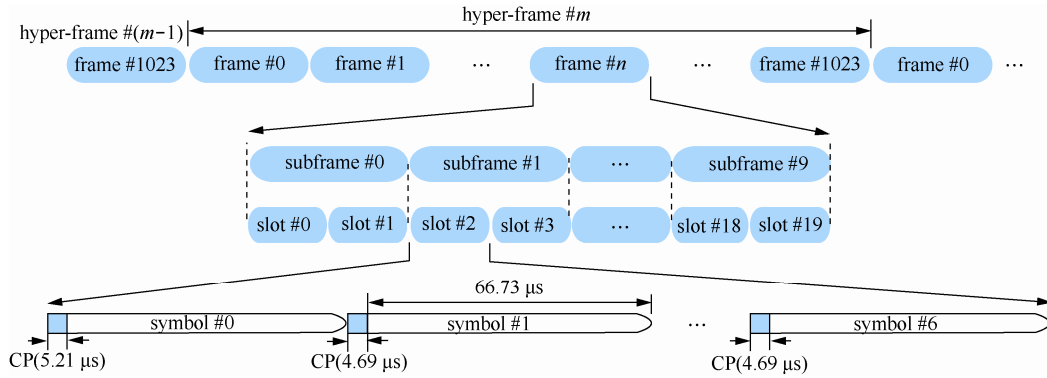 hyper-frame #m
hyper-frame #(m−1)
frame #1023 frame #0 frame #1 ··· frame #n ··· frame #1023 frame #0 ···
subframe #0 subframe #1 ··· subframe #9
slot #0 slot #1 slot #2 slot #3 ··· slot #18 slot #19
66.73 μs
symbol #0 symbol #1 ··· symbol #6
CP(5.21 μs) CP(4.69 μs) CP(4.69 μs)